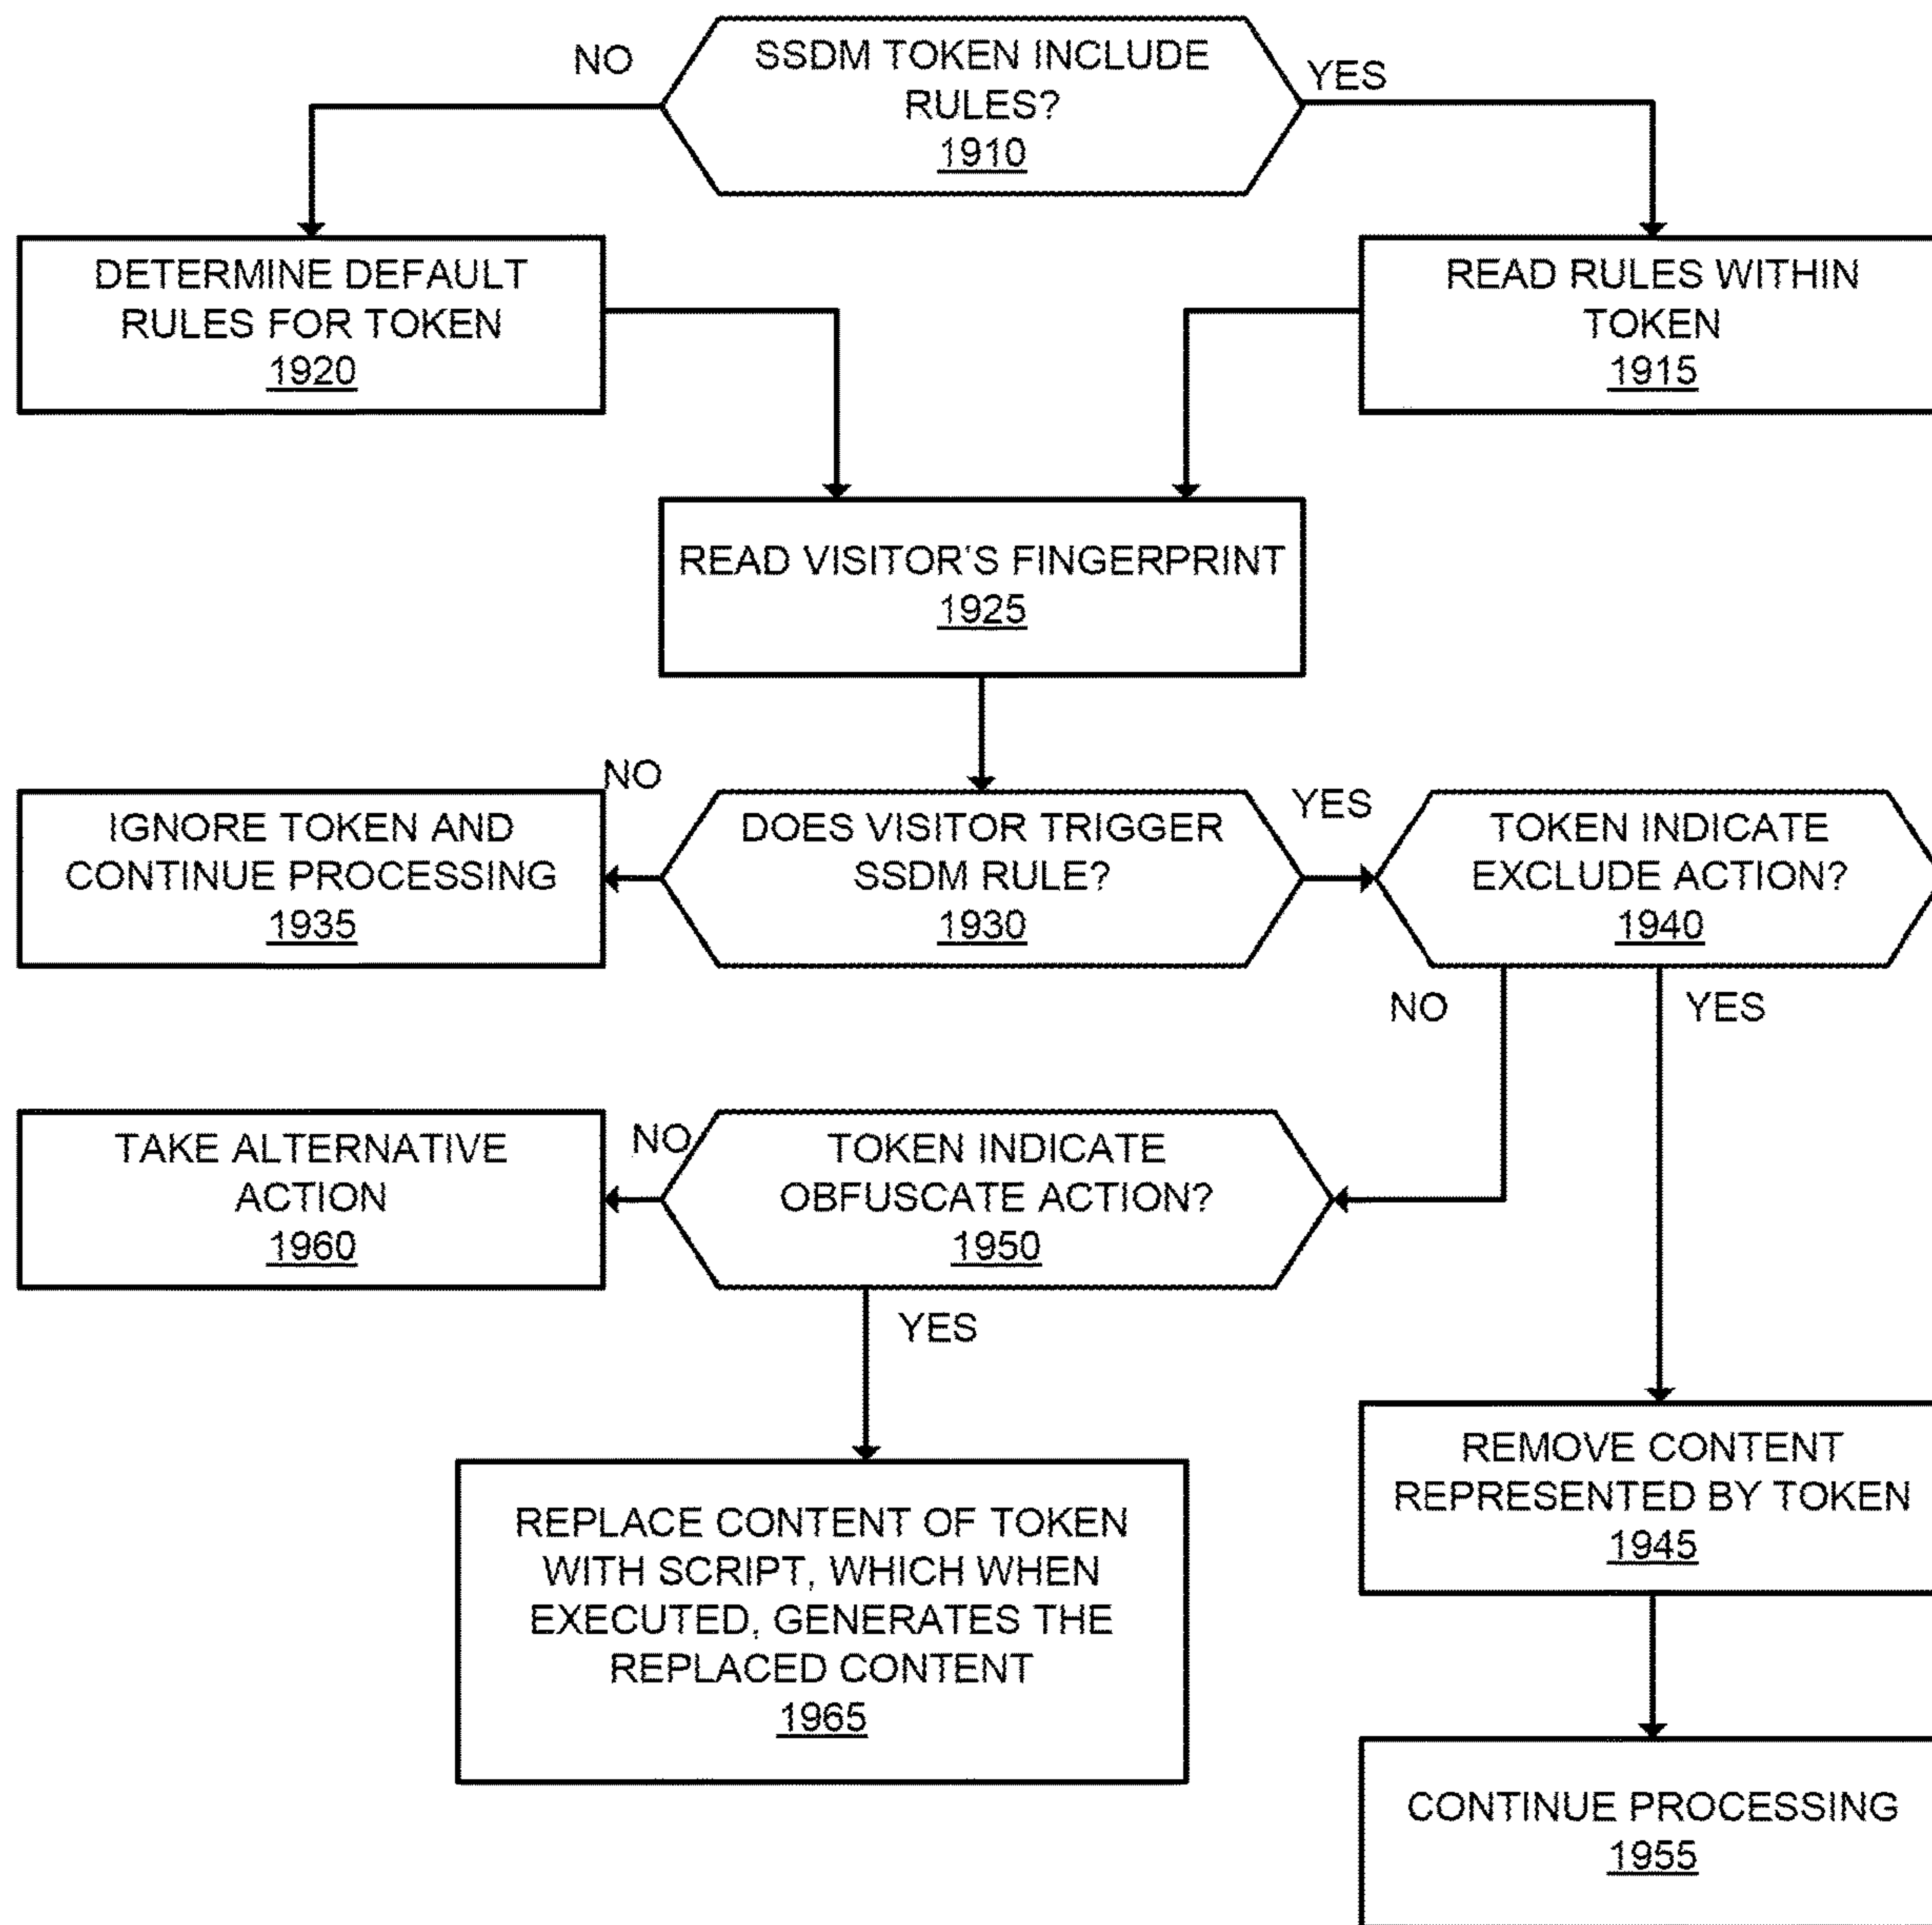 NO
SSDM TOKEN INCLUDE
RULES?
1910
YES
DETERMINE DEFAULT
RULES FOR TOKEN
1920
READ RULES WITHIN
TOKEN
1915
READ VISITOR'S FINGERPRINT
1925
NO
IGNORE TOKEN AND
CONTINUE PROCESSING
1935
DOES VISITOR TRIGGER
SSDM RULE?
1930
YES
TOKEN INDICATE
EXCLUDE ACTION?
1940
NO
YES
TAKE ALTERNATIVE
ACTION
1960
NO
TOKEN INDICATE
OBFUSCATE ACTION?
1950
YES
REPLACE CONTENT OF TOKEN
WITH SCRIPT, WHICH WHEN
EXECUTED, GENERATES THE
REPLACED CONTENT
1965
REMOVE CONTENT
REPRESENTED BY TOKEN
1945
CONTINUE PROCESSING
1955